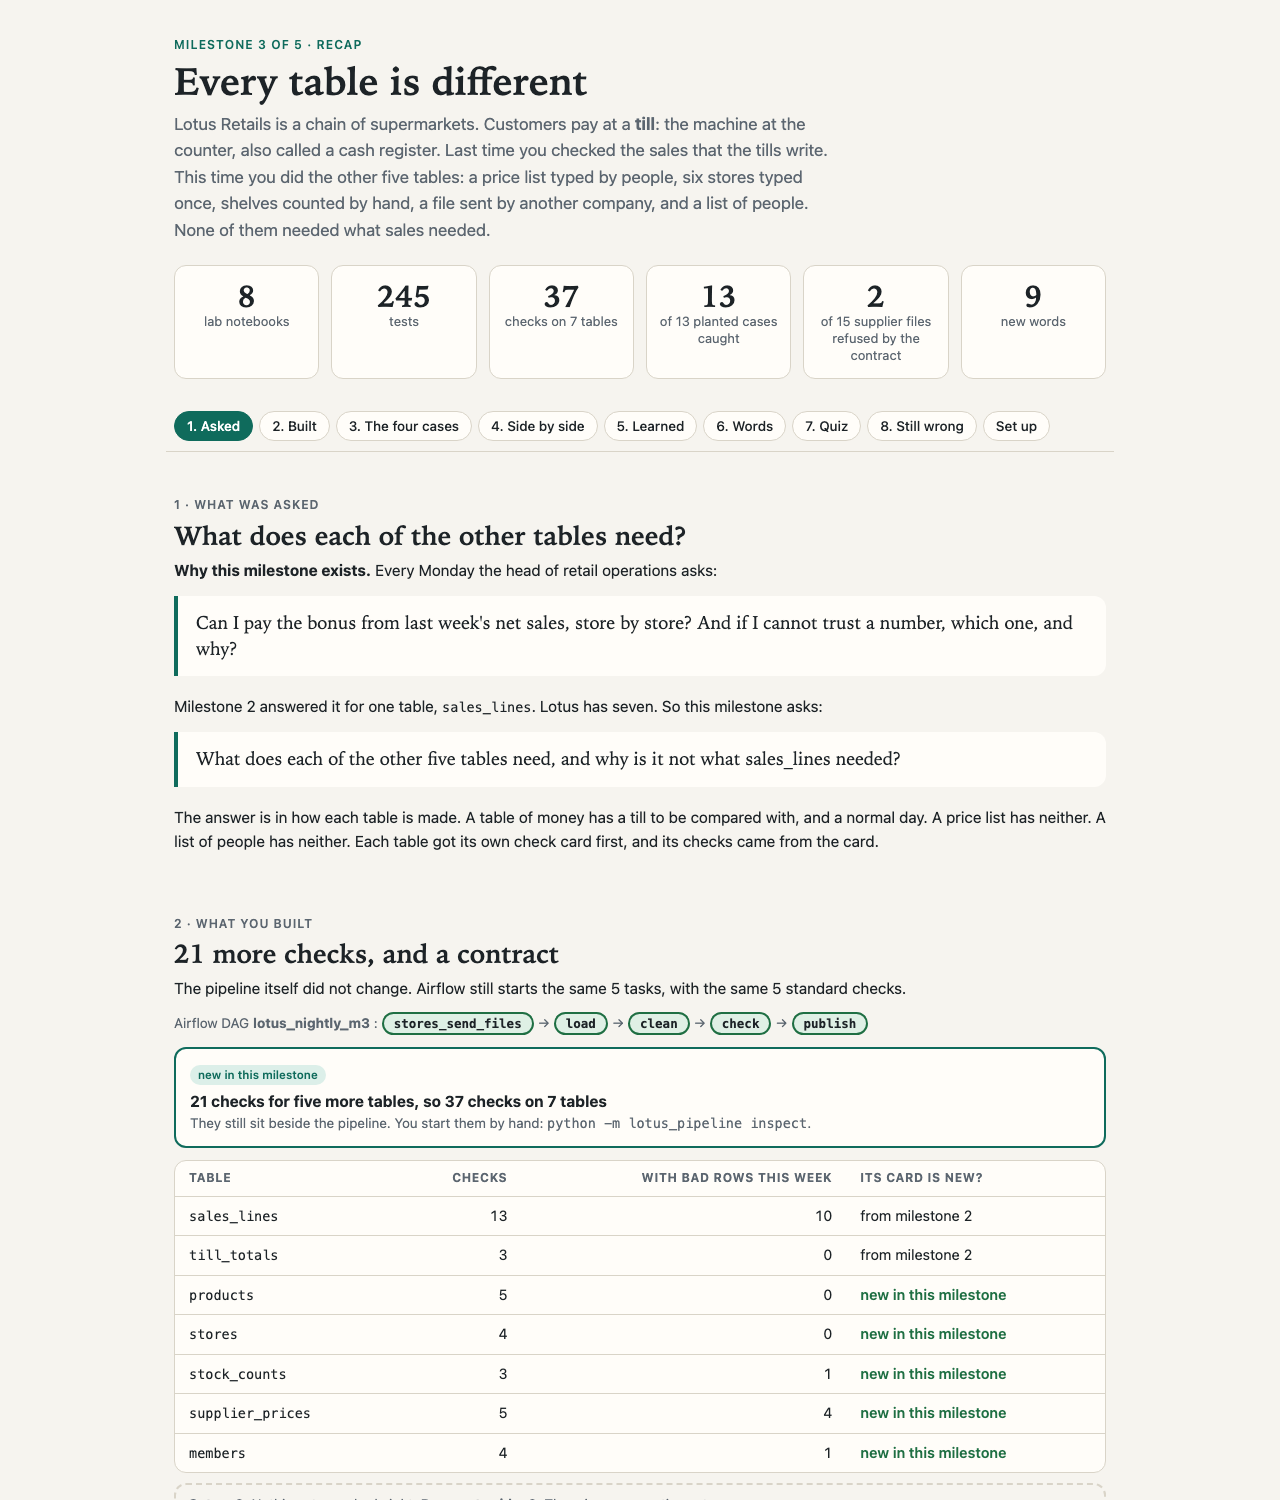 MILESTONE 3 OF 5 · RECAP
Every table is different
Lotus Retails is a chain of supermarkets. Customers pay at a till: the machine at the
counter, also called a cash register. Last time you checked the sales that the tills write.
This time you did the other five tables: a price list typed by people, six stores typed
once, shelves counted by hand, a file sent by another company, and a list of people.
None of them needed what sales needed.
8
lab notebooks
245
tests
37
checks on 7 tables
13
of 13 planted cases
caught
2
of 15 supplier files
refused by the
contract
9
new words
1. Asked
2. Built
3. The four cases
4. Side by side
5. Learned
6. Words
7. Quiz
8. Still wrong
Set up
1 · WHAT WAS ASKED
What does each of the other tables need?
Why this milestone exists. Every Monday the head of retail operations asks:
Can I pay the bonus from last week's net sales, store by store? And if I cannot trust a number, which one, and
why?
Milestone 2 answered it for one table, sales_lines. Lotus has seven. So this milestone asks:
What does each of the other five tables need, and why is it not what sales_lines needed?
The answer is in how each table is made. A table of money has a till to be compared with, and a normal day. A price list has neither. A
list of people has neither. Each table got its own check card first, and its checks came from the card.
2 · WHAT YOU BUILT
21 more checks, and a contract
The pipeline itself did not change. Airflow still starts the same 5 tasks, with the same 5 standard checks.
Airflow DAG lotus_nightly_m3 : stores_send_files → load → clean → check → publish
new in this milestone
21 checks for five more tables, so 37 checks on 7 tables
They still sit beside the pipeline. You start them by hand: python -m lotus_pipeline inspect.
TABLE CHECKS WITH BAD ROWS THIS WEEK ITS CARD IS NEW?
sales_lines 13 10 from milestone 2
till_totals 3 0 from milestone 2
products 5 0 new in this milestone
stores 4 0 new in this milestone
stock_counts 3 1 new in this milestone
supplier_prices 5 4 new in this milestone
members 4 1 new in this milestone